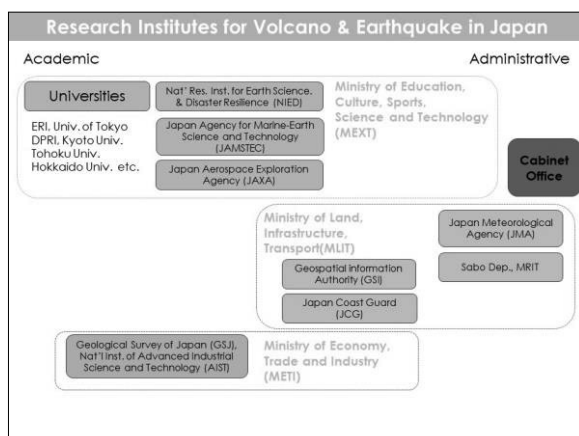 Research Institutes for Volcano & Earthquake in Japan
Academic
Administrative
Universities
ERI, Univ. of Tokyo
DPRI, Kyoto Univ.
Tohoku Univ.
Hokkaido Univ. etc.
Nat' Res. Inst. for Earth Science.
& Disaster Resilience (NIED)
Japan Agency for Marine-Earth
Science and Technology
(JAMSTEC)
Japan Aerospace Exploration
Agency (JAXA)
Ministry of Education,
Culture, Sports,
Science and Technology
(MEXT)
Cabinet
Office
Ministry of Land,
Infrastructure,
Transport(MLIT)
Geospatial Information
Authority (GSI)
Japan Coast Guard
(JCG)
Japan Meteorological
Agency (JMA)
Sabo Dep., MRIT
Geological Survey of Japan (GSJ),
Nat'l Inst. of Advanced Industrial
Science and Technology (AIST)
Ministry of Economy,
Trade and Industry
(METI)